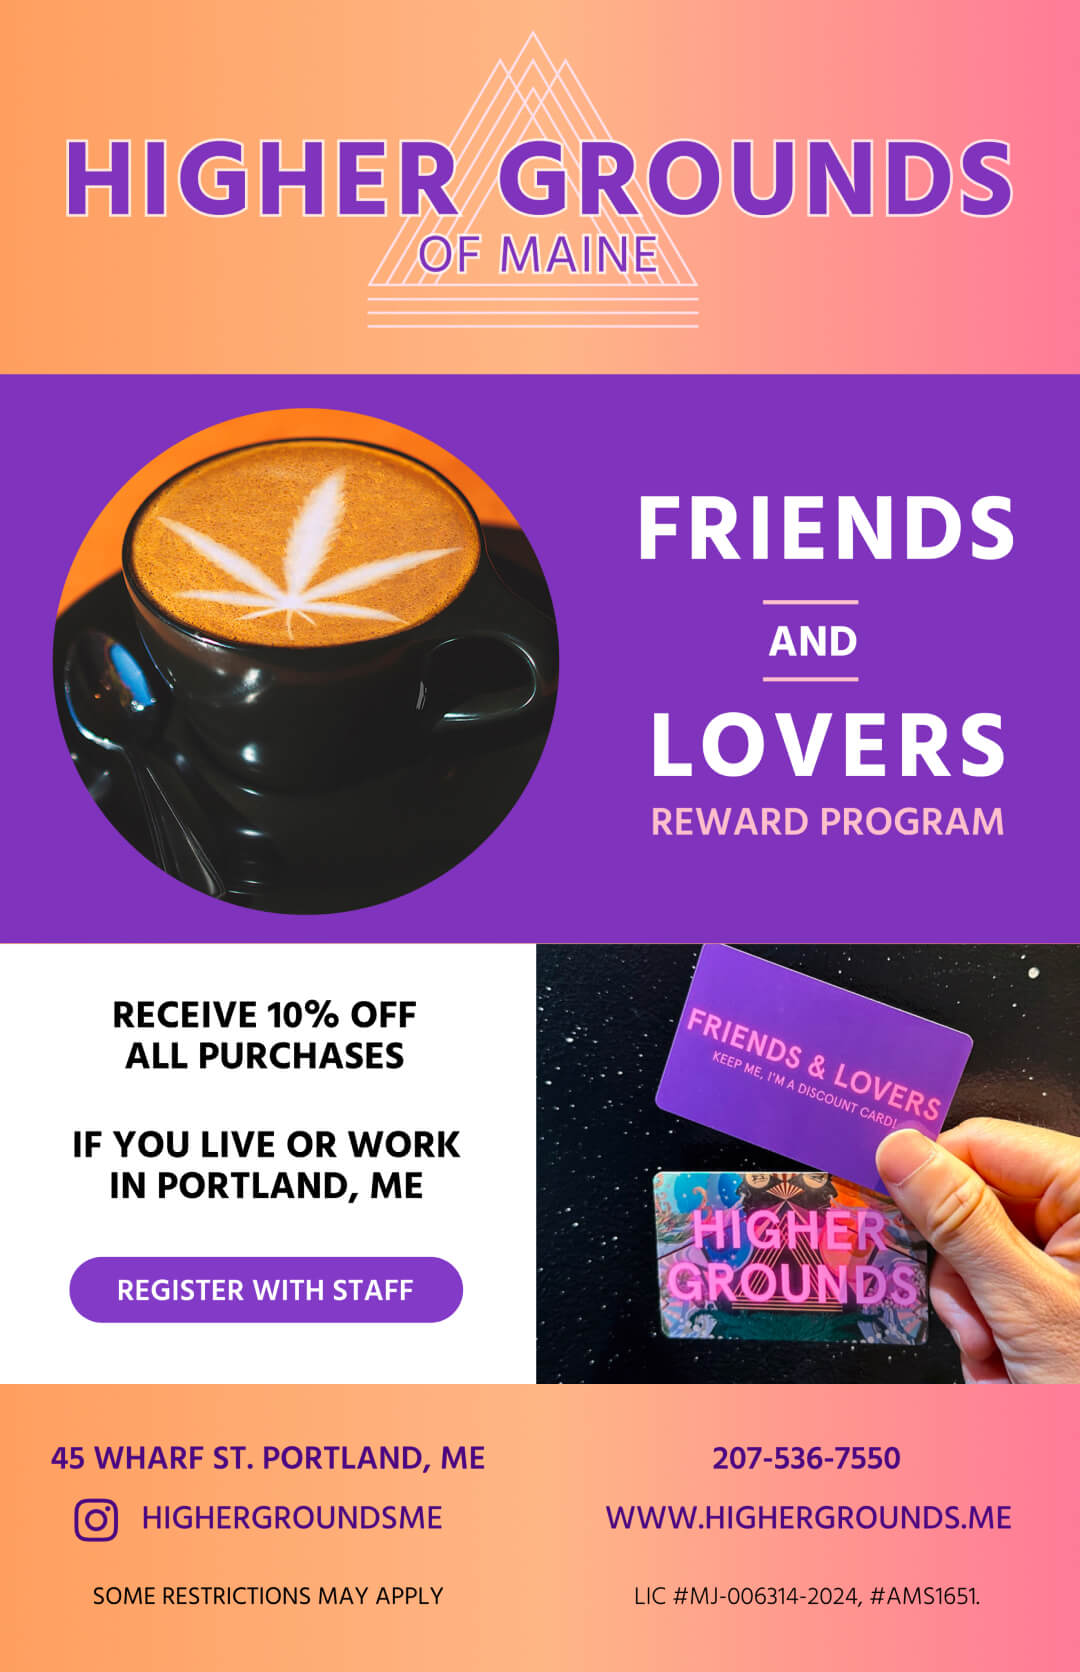 HIGHER GROUNDS
OF MAINE
FRIENDS
AND
LOVERS
REWARD PROGRAM
RECEIVE 10% OFF
ALL PURCHASES
IF YOU LIVE OR WORK
IN PORTLAND, ME
REGISTER WITH STAFF
FRIENDS & LOVERS
KEEP ME, I'M A DISCOUNT CARD!
HIGHER
GROUNDS
45 WHARF ST. PORTLAND, ME
HIGHERGROUNDSME
SOME RESTRICTIONS MAY APPLY
207-536-7550
WWW.HIGHERGROUNDS.ME
LIC #MJ-006314-2024, #AMS1651.